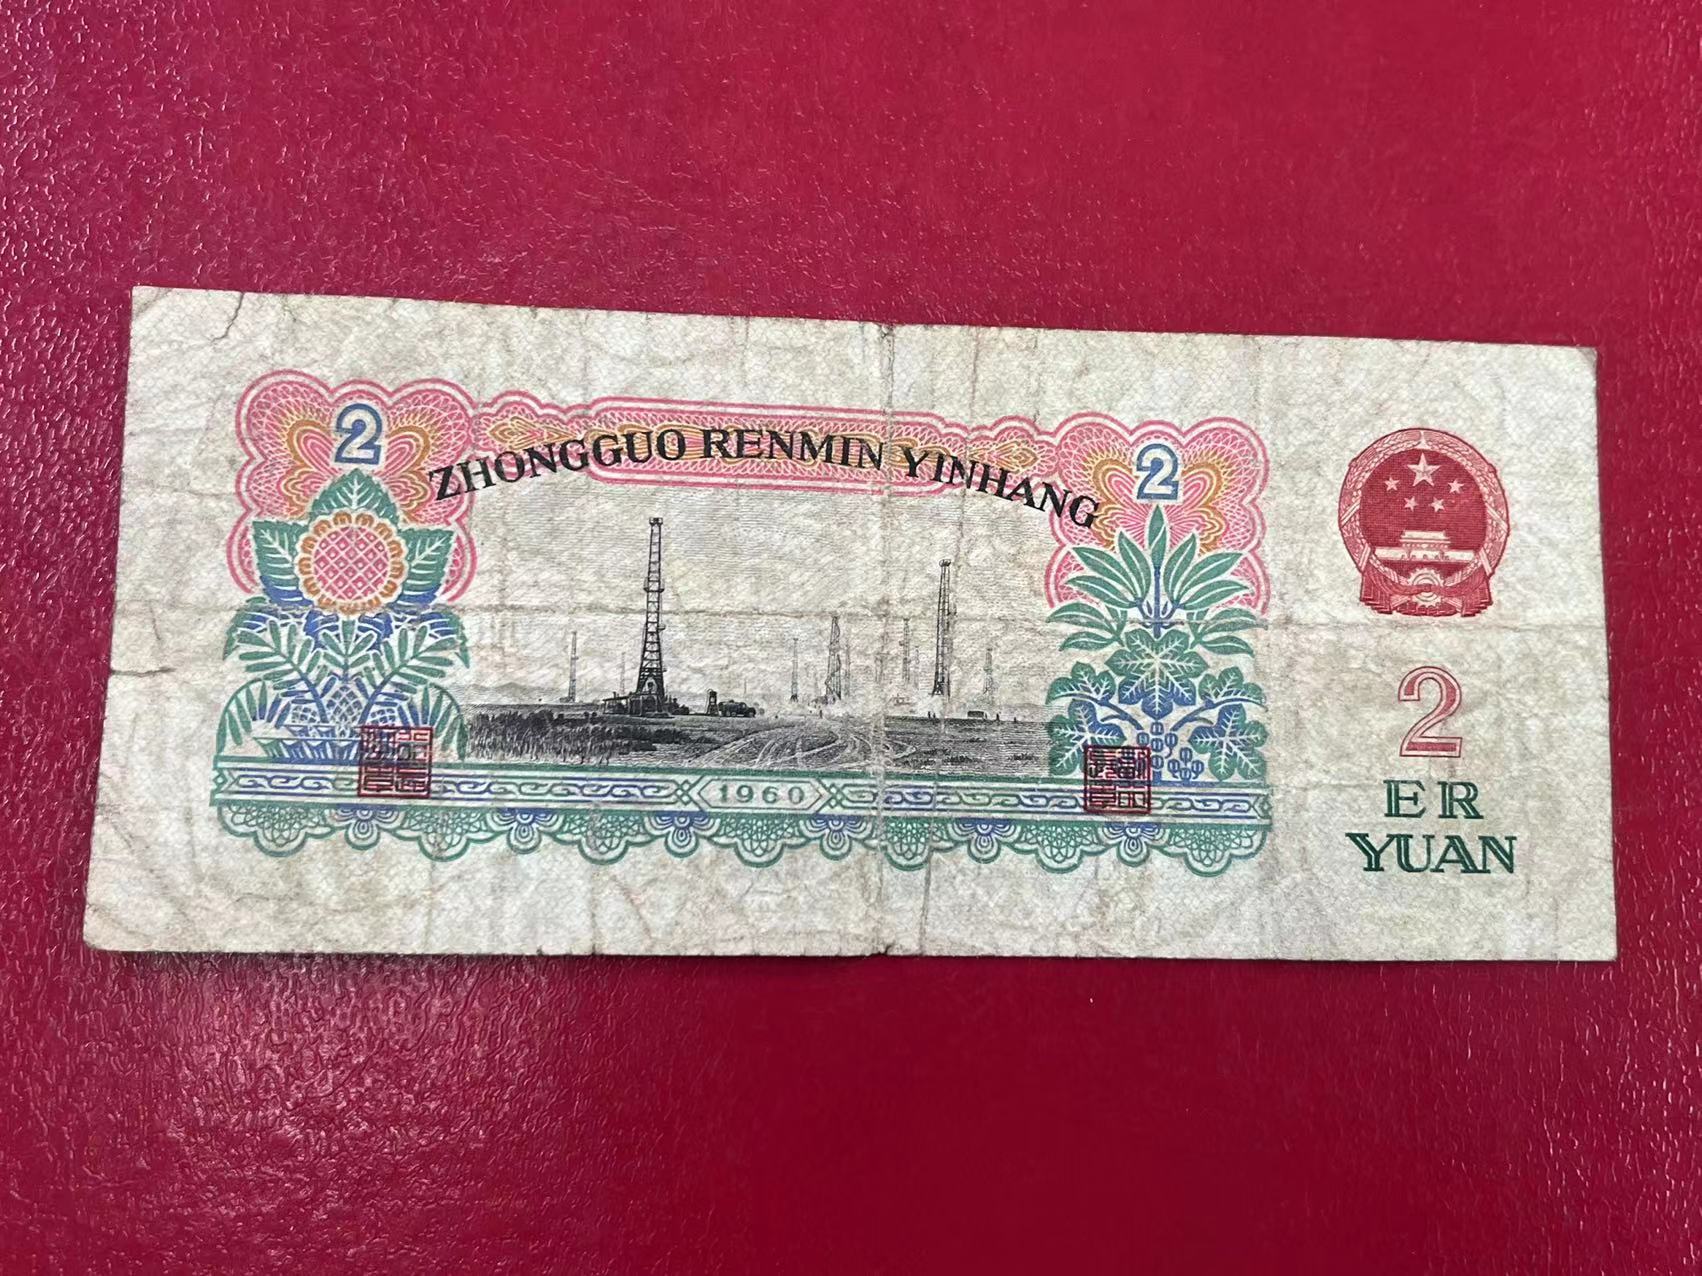 2
2
ZHONGGUO RENMIN YINHANG
1960
2
ER
YUAN